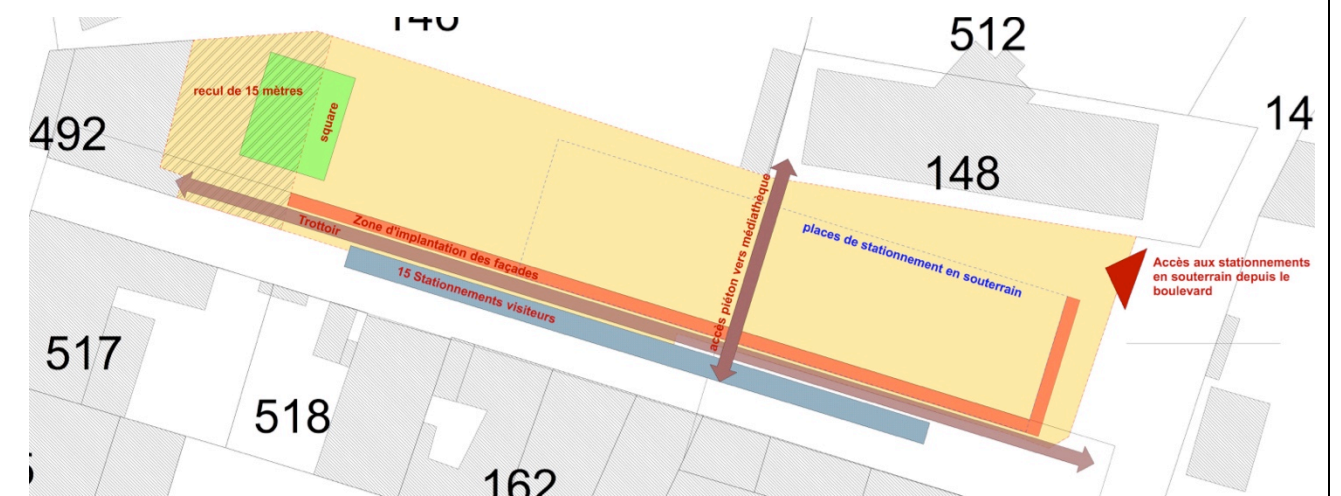 512
14
recul de 15 mètres
square
492
148
accès piéton vers médiathèque
places de stationnement en souterrain
Zone d'implantation des façades
Trottoir
Accès aux stationnements
en souterrain depuis le
boulevard
15 Stationnements visiteurs
517
518
162